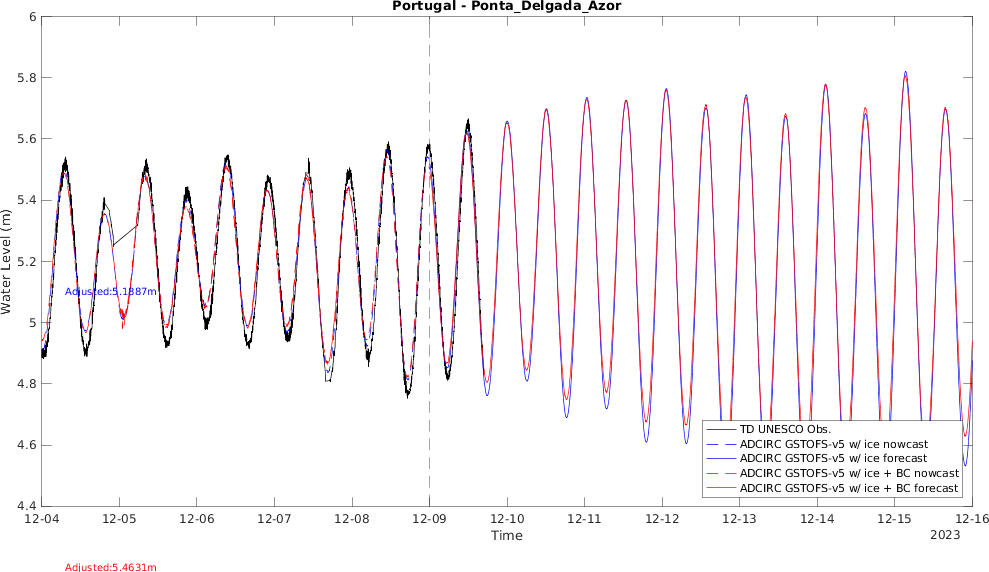 Portugal - Ponta_Delgada_Azor
6
5.8
5.6
5.4
5.2
5
4.8
4.6
4.4
Water Level (m)
Adjusted:5.1887m
TD UNESCO Obs.
ADCIRC GSTOFS-v5 w/ ice nowcast
ADCIRC GSTOFS-v5 w/ ice forecast
ADCIRC GSTOFS-v5 w/ ice + BC nowcast
ADCIRC GSTOFS-v5 w/ ice + BC forecast
12-04 12-05 12-06 12-07 12-08 12-09 12-10 12-11 12-12 12-13 12-14 12-15 12-16
Time
2023
Adjusted:5.4631m